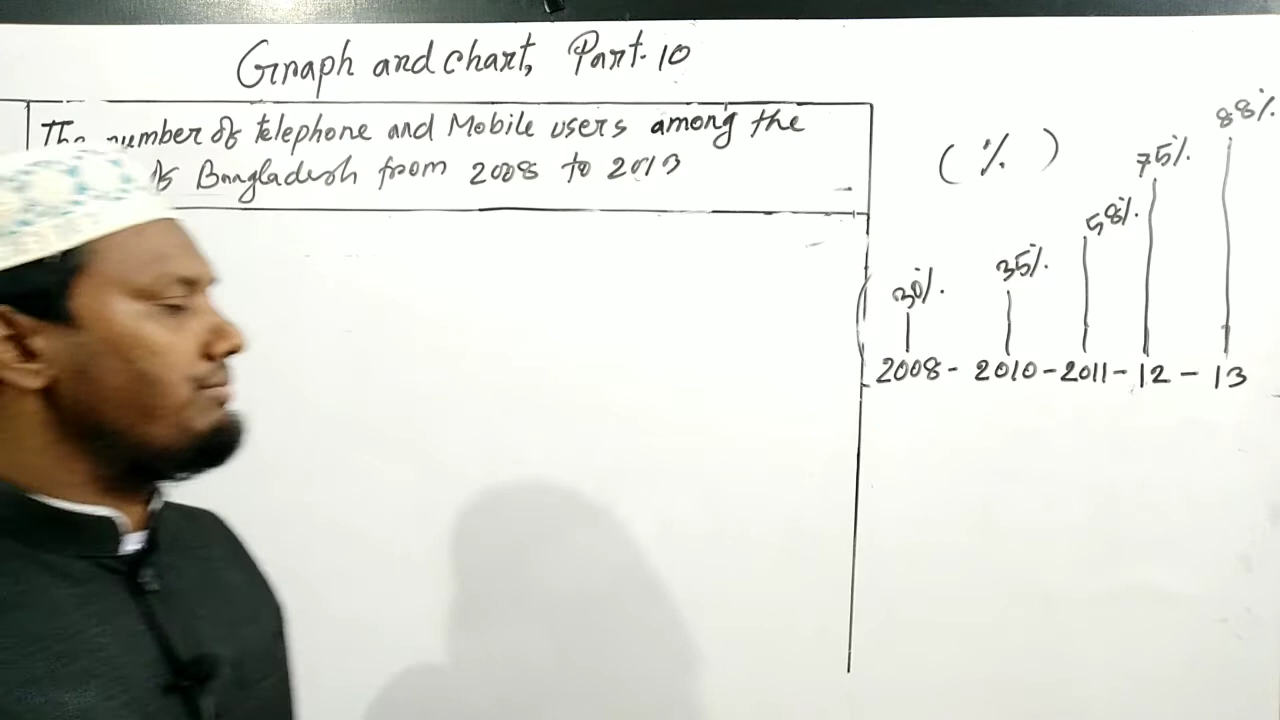 Graph and chart, Part-10
The number of telephone and Mobile users among the
of Bangladesh from 2008 to 2013
(%)
30%. 35%. 58%. 75%. 88%.
2008 - 2010 - 2011 - 12 - 13